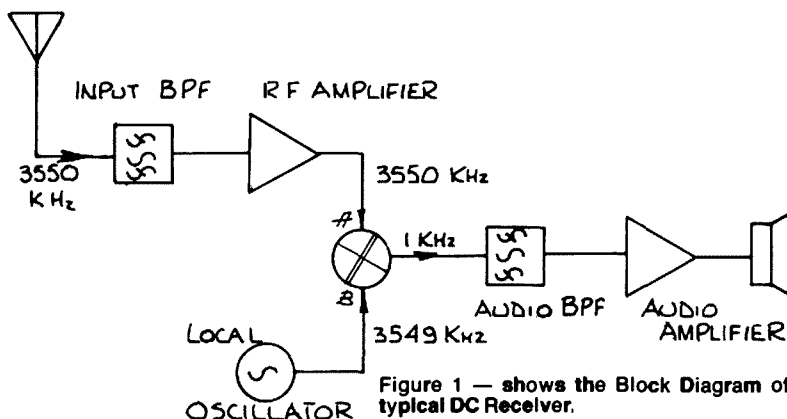 INPUT BPF
RF AMPLIFIER
3550
KHz
3550 KHz
A
1 KHz
B
AUDIO BPF
AUDIO
AMPLIFIER
LOCAL
OSCILLATOR
3549 KHz
Figure 1 — shows the Block Diagram of
typical DC Receiver.